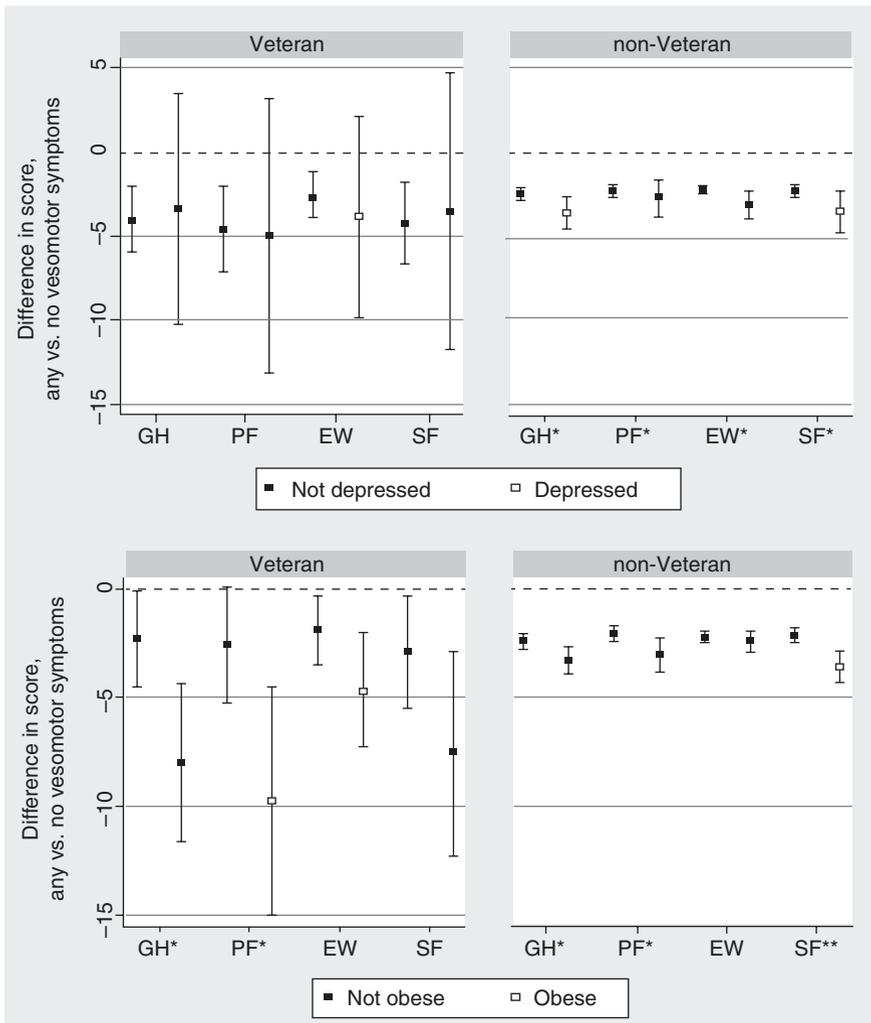 Veteran
non-Veteran
Difference in score,
any vs. no vesomotor symptoms
5
0
−5
−10
−15
GH
PF
EW
SF
GH*
PF*
EW*
SF*
Not depressed
Depressed
Veteran
non-Veteran
Difference in score,
any vs. no vesomotor symptoms
0
−5
−10
−15
GH*
PF*
EW
SF
GH*
PF*
EW
SF**
Not obese
Obese